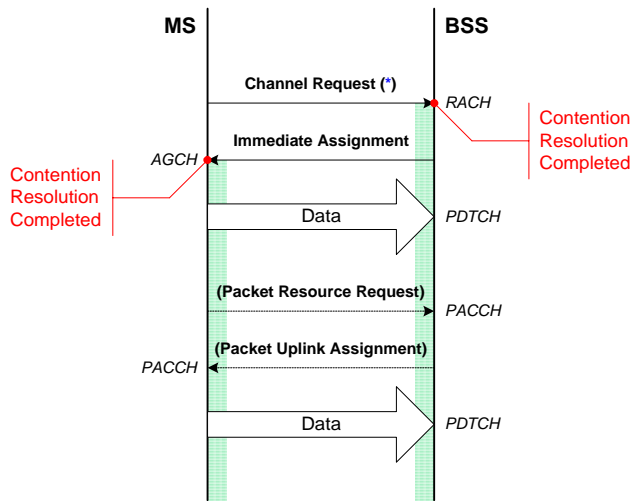 MS
BSS
Channel Request (*)
RACH
Contention
Resolution
Completed
Immediate Assignment
AGCH
Contention
Resolution
Completed
Data
PDTCH
(Packet Resource Request)
PACCH
(Packet Uplink Assignment)
PACCH
Data
PDTCH